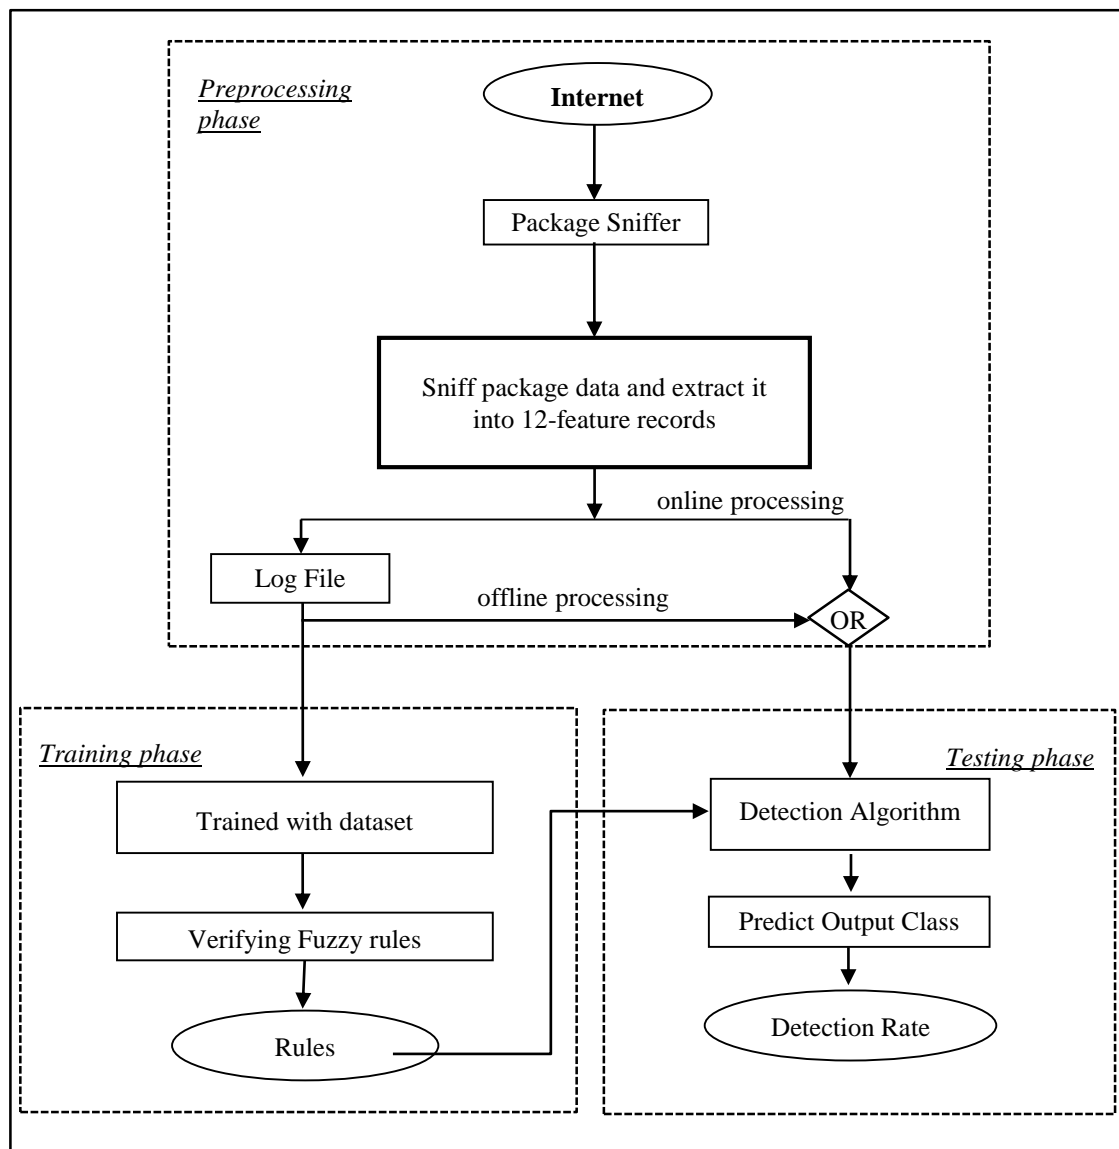 Preprocessing
phase
Internet
Package Sniffer
Sniff package data and extract it
into 12-feature records
online processing
Log File
offline processing
OR
Training phase
Trained with dataset
Verifying Fuzzy rules
Rules
Testing phase
Detection Algorithm
Predict Output Class
Detection Rate